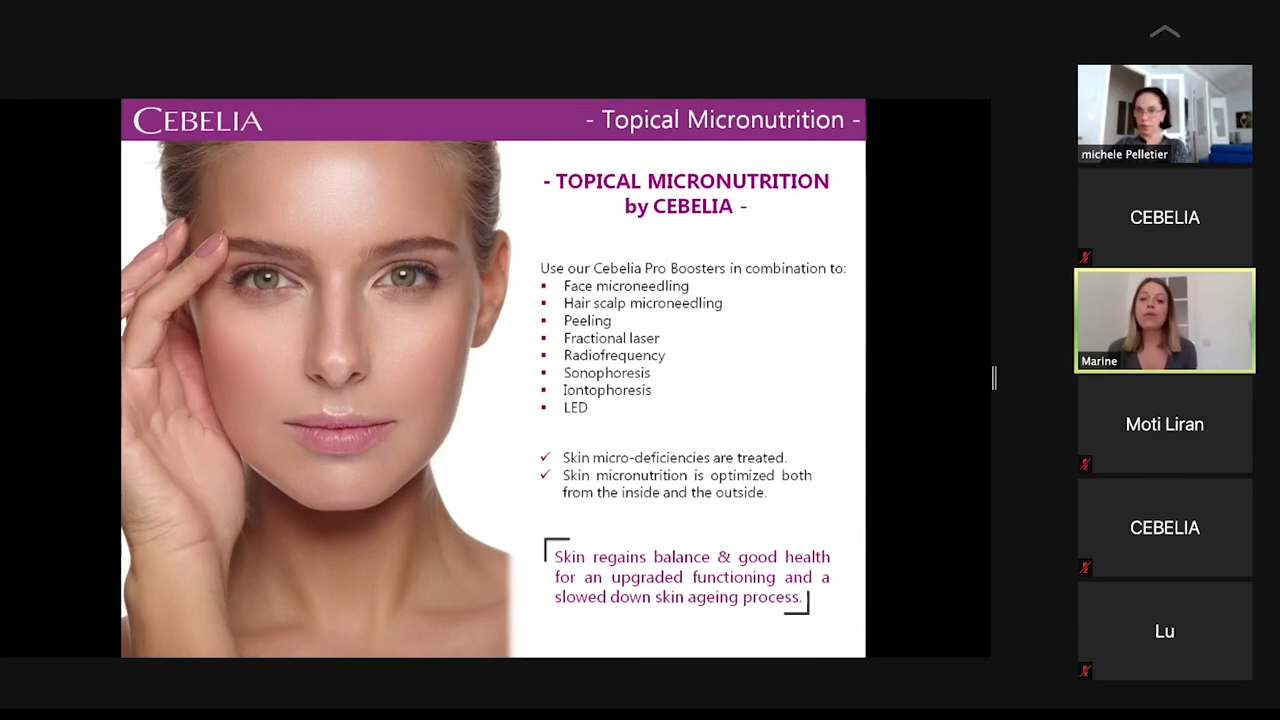 CEBELIA
- Topical Micronutrition -
- TOPICAL MICRONUTRITION
by CEBELIA -
Use our Cebelia Pro Boosters in combination to:
▪ Face microneedling
▪ Hair scalp microneedling
▪ Peeling
▪ Fractional laser
▪ Radiofrequency
▪ Sonophoresis
▪ Iontophoresis
▪ LED
✓ Skin micro-deficiencies are treated.
✓ Skin micronutrition is optimized both
from the inside and the outside.
Skin regains balance & good health
for an upgraded functioning and a
slowed down skin ageing process.
michele Pelletier
CEBELIA
Marine
Moti Liran
CEBELIA
Lu